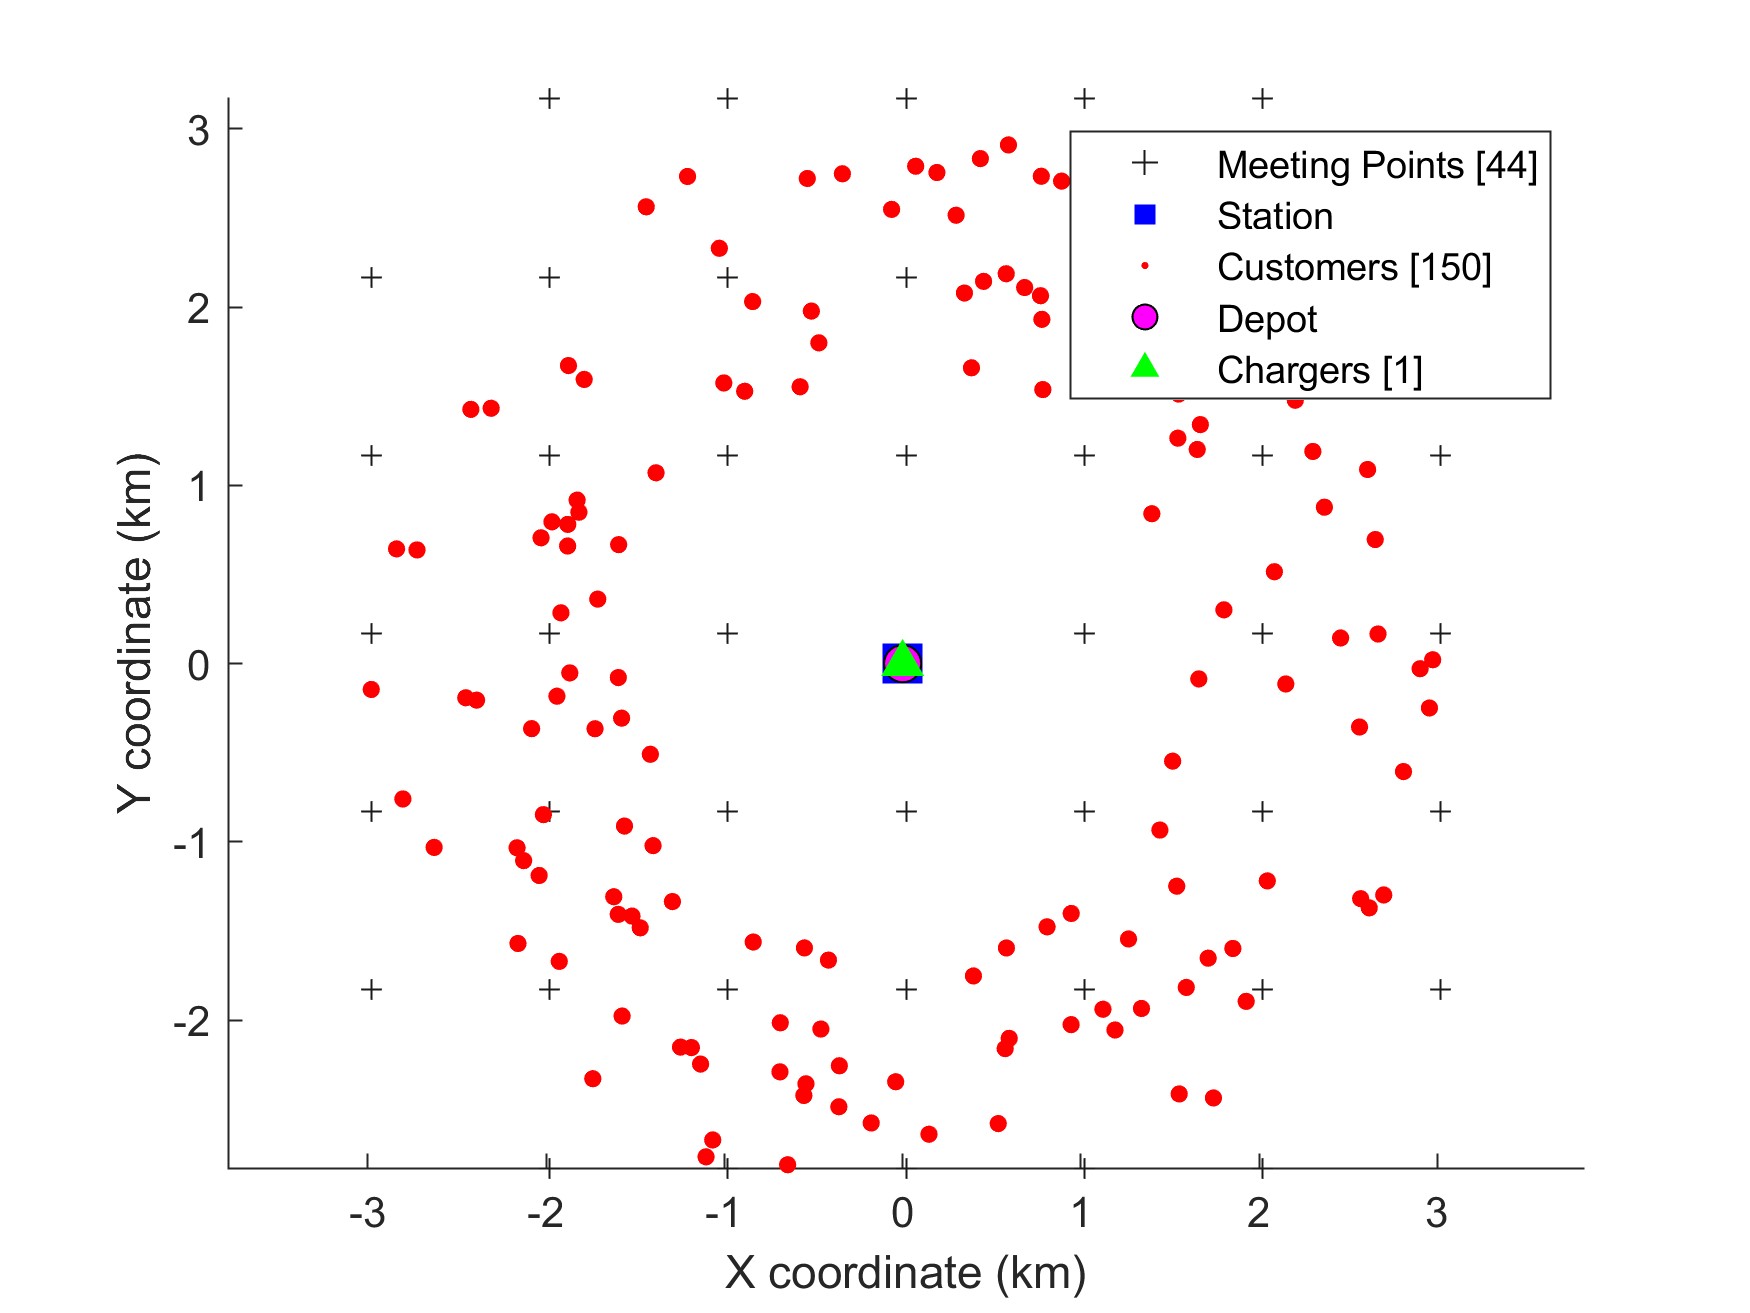 3
2
1
0
-1
-2
Y coordinate (km)
Meeting Points [44]
Station
Customers [150]
Depot
Chargers [1]
-3 -2 -1 0 1 2 3
X coordinate (km)